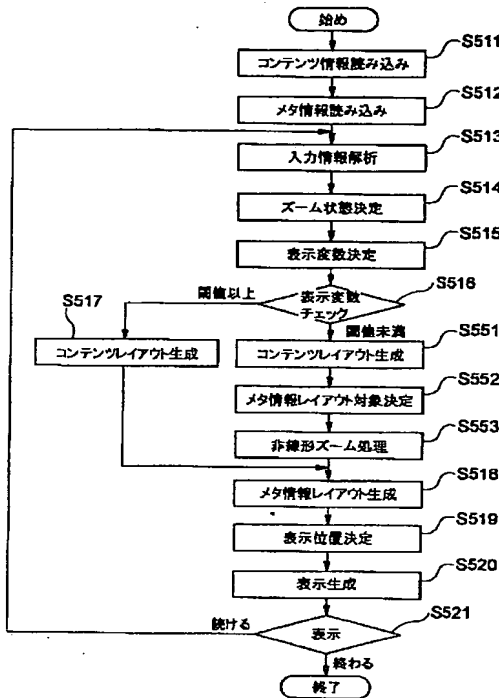 始め
S511
コンテンツ情報読み込み
S512
メタ情報読み込み
S513
入力情報解析
S514
ズーム状態決定
S515
表示変数決定
S516
閾値以上
表示変数
チェック
S517
閾値未満
S551
コンテンツレイアウト生成
コンテンツレイアウト生成
S552
メタ情報レイアウト対象決定
S553
非線形ズーム処理
S518
メタ情報レイアウト生成
S519
表示位置決定
S520
表示生成
S521
続ける
表示
終わる
終了